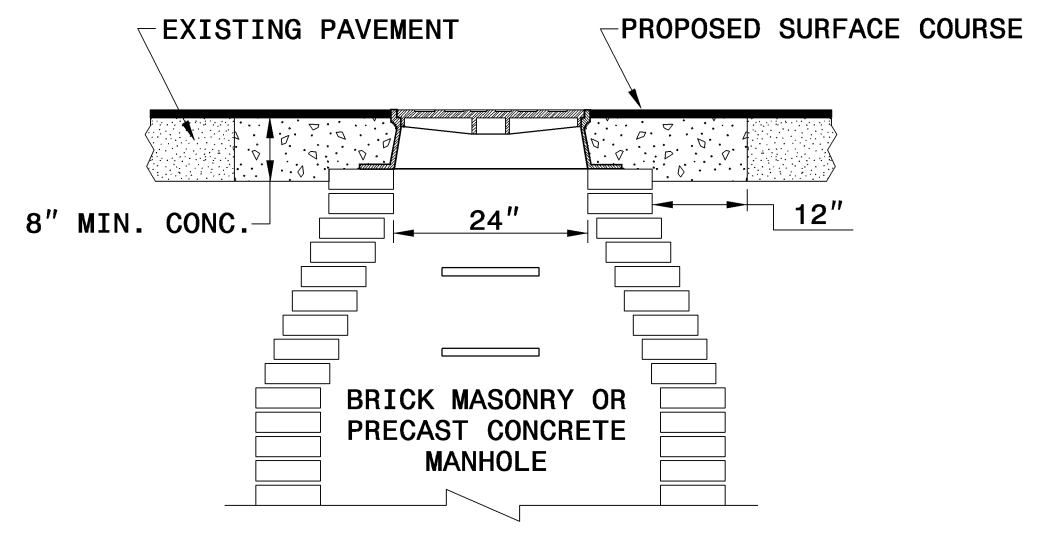 EXISTING PAVEMENT
PROPOSED SURFACE COURSE
8" MIN. CONC.
24"
12"
BRICK MASONRY OR
PRECAST CONCRETE
MANHOLE